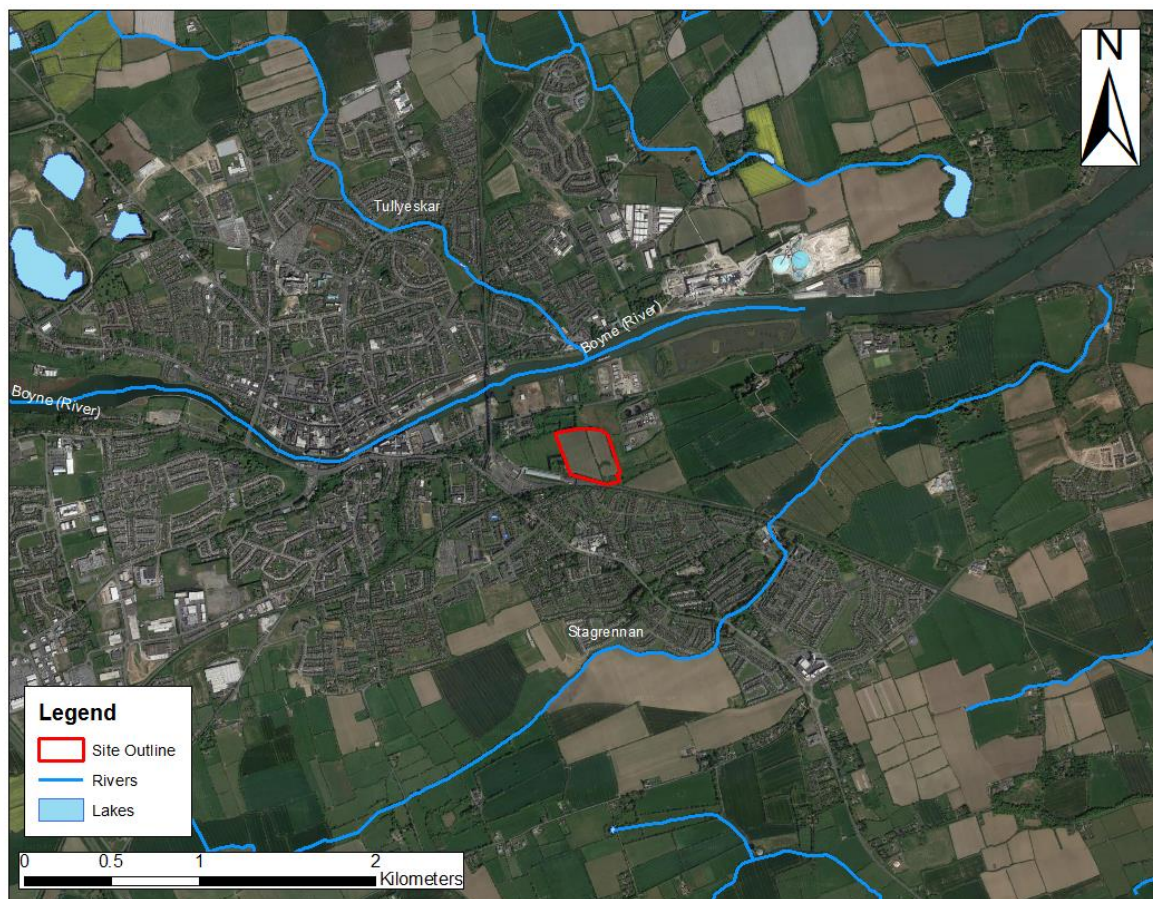 N
Tullyeskar
Boyne (River)
Boyne (River)
Stagrennan
Legend
Site Outline
Rivers
Lakes
0 0.5 1 2
Kilometers